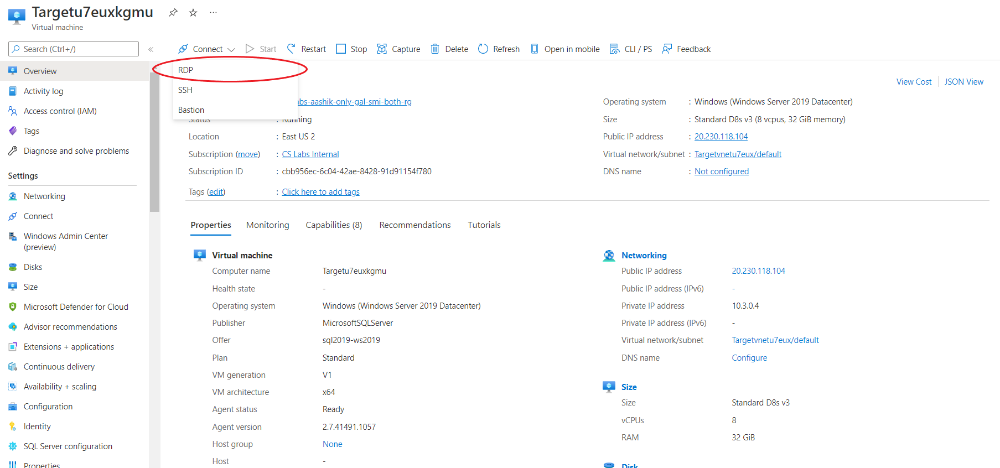 Targetu7euxkgmu
Virtual machine
Search (Ctrl+/)
Connect Start Restart Stop Capture Delete Refresh Open in mobile CLI / PS Feedback
RDP
SSH
Bastion
Overview
Activity log
Access control (IAM)
Tags
Diagnose and solve problems
Settings
Networking
Connect
Windows Admin Center
(preview)
Disks
Size
Microsoft Defender for Cloud
Advisor recommendations
Extensions + applications
Continuous delivery
Availability + scaling
Configuration
Identity
SQL Server configuration
Properties
View Cost JSON View
abs-aashik-only-gal-smi-both-rg
Status : Running
Location : East US 2
Subscription (move) : CS Labs Internal
Subscription ID : cbb956ec-6c04-42ae-8428-91d91154f780
Tags (edit) : Click here to add tags
Operating system : Windows (Windows Server 2019 Datacenter)
Size : Standard D8s v3 (8 vcpus, 32 GiB memory)
Public IP address : 20.230.118.104
Virtual network/subnet : Targetvnetu7eux/default
DNS name : Not configured
Properties Monitoring Capabilities (8) Recommendations Tutorials
Virtual machine
Computer name Targetu7euxkgmu
Health state -
Operating system Windows (Windows Server 2019 Datacenter)
Publisher MicrosoftSQLServer
Offer sql2019-ws2019
Plan Standard
VM generation V1
VM architecture x64
Agent status Ready
Agent version 2.7.41491.1057
Host group None
Host -
Networking
Public IP address 20.230.118.104
Public IP address (IPv6) -
Private IP address 10.3.0.4
Private IP address (IPv6) -
Virtual network/subnet Targetvnetu7eux/default
DNS name Configure
Size
Size Standard D8s v3
vCPUs 8
RAM 32 GiB
Disk